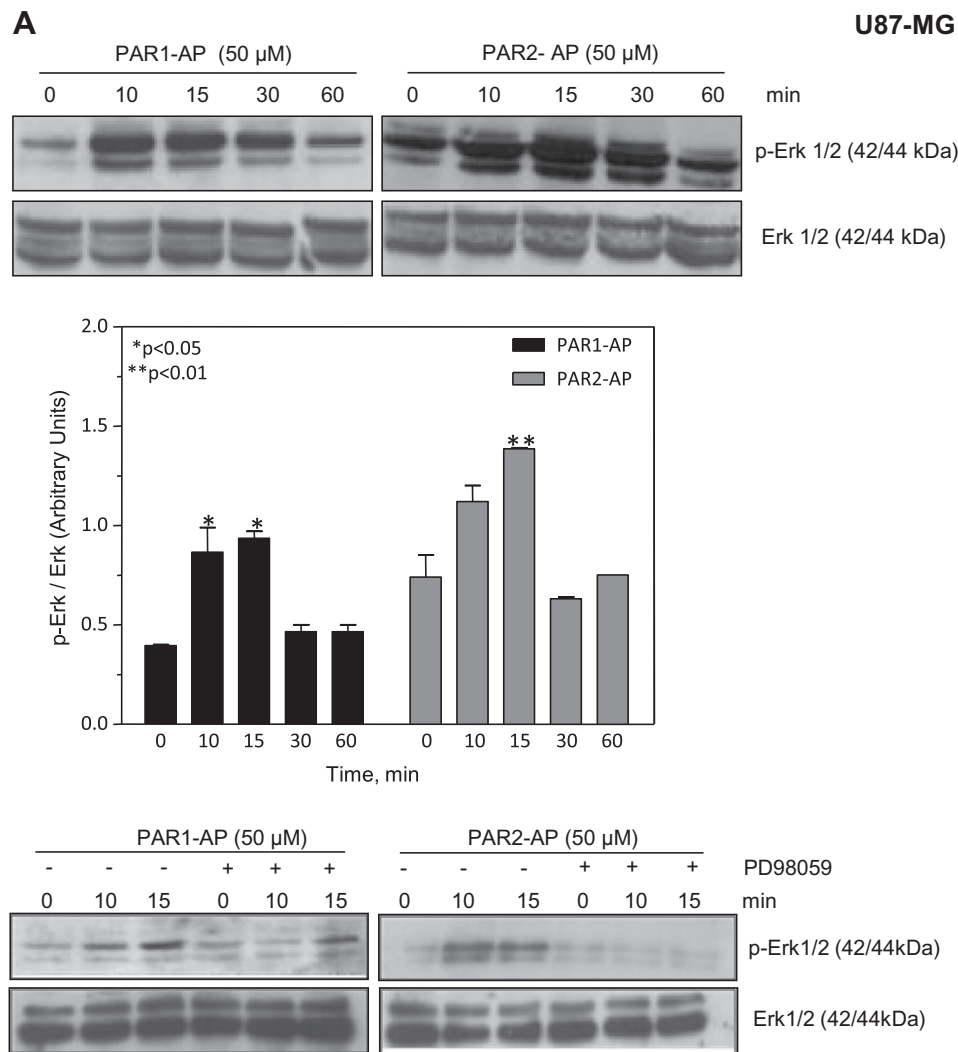 A
U87-MG
PAR1-AP (50 µM)
PAR2- AP (50 µM)
0 10 15 30 60 0 10 15 30 60 min
p-Erk 1/2 (42/44 kDa)
Erk 1/2 (42/44 kDa)
2.0
*p<0.05
**p<0.01
PAR1-AP
PAR2-AP
1.5
1.0
0.5
0.0
* * **
p-Erk / Erk (Arbitrary Units)
0 10 15 30 60 0 10 15 30 60
Time, min
PAR1-AP (50 µM)
PAR2-AP (50 µM)
- - - + + + - - - + + + PD98059
0 10 15 0 10 15 0 10 15 0 10 15 min
p-Erk1/2 (42/44kDa)
Erk1/2 (42/44kDa)